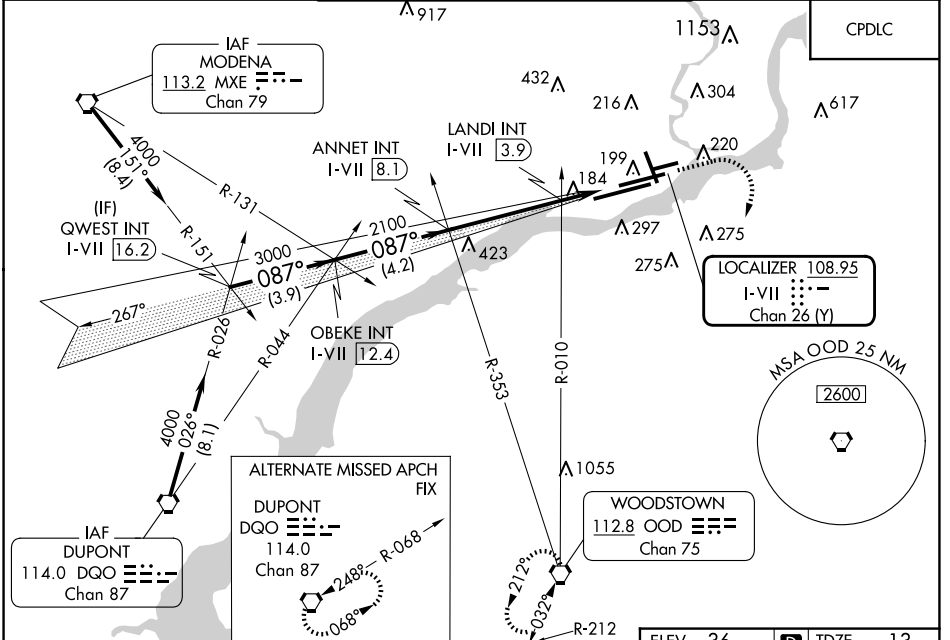 917
1153
CPDLC
IAF
MODENA
113.2 MXE
Chan 79
432
216
304
617
LANDI INT
I-VII 3.9
ANNET INT
I-VII 8.1
220
199
184
4000
151°
(8.4)
R-131
(IF)
QWEST INT
I-VII 16.2
R-151
3000
087°
(3.9)
2100
087°
(4.2)
423
297
275
275
LOCALIZER 108.95
I-VII
Chan 26 (Y)
267°
R-026
R-044
OBEKE INT
I-VII 12.4
R-353
R-010
MSA OOD 25 NM
2600
4000
026°
(8.1)
1055
ALTERNATE MISSED APCH
FIX
DUPONT
DQO
114.0
Chan 87
R-068
248°
068°
WOODSTOWN
112.8 OOD
Chan 75
IAF
DUPONT
114.0 DQO
Chan 87
212°
032°
R-212
ELEV 36
D
TDZE 12